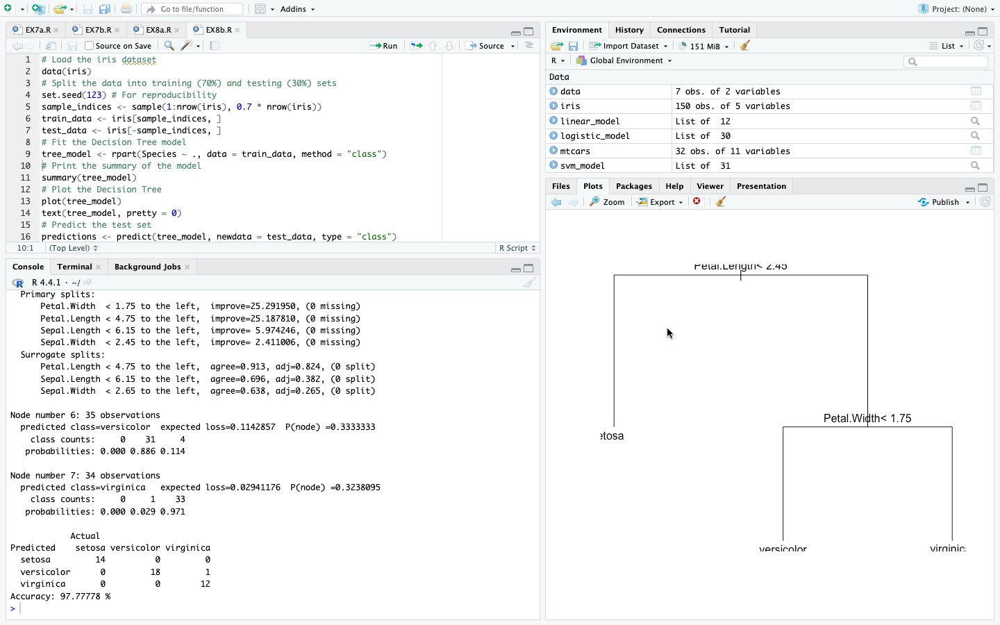 Go to file/function
Addins
Project: (None)
EX7a.R
EX7b.R
EX8a.R
EX8b.R
Source on Save
Run
Source
1 # Load the iris dataset
2 data(iris)
3 # Split the data into training (70%) and testing (30%) sets
4 set.seed(123) # For reproducibility
5 sample_indices <- sample(1:nrow(iris), 0.7 * nrow(iris))
6 train_data <- iris[sample_indices, ]
7 test_data <- iris[-sample_indices, ]
8 # Fit the Decision Tree model
9 tree_model <- rpart(Species ~ ., data = train_data, method = "class")
10 # Print the summary of the model
11 summary(tree_model)
12 # Plot the Decision Tree
13 plot(tree_model)
14 text(tree_model, pretty = 0)
15 # Predict the test set
16 predictions <- predict(tree_model, newdata = test_data, type = "class")
10:1 (Top Level) R Script
Console Terminal Background Jobs
R 4.4.1 · ~/
Primary splits:
Petal.Width < 1.75 to the left, improve=25.291950, (0 missing)
Petal.Length < 4.75 to the left, improve=25.187810, (0 missing)
Sepal.Length < 6.15 to the left, improve= 5.974246, (0 missing)
Sepal.Width < 2.45 to the left, improve= 2.411006, (0 missing)
Surrogate splits:
Petal.Length < 4.75 to the left, agree=0.913, adj=0.824, (0 split)
Sepal.Length < 6.15 to the left, agree=0.696, adj=0.382, (0 split)
Sepal.Width < 2.65 to the left, agree=0.638, adj=0.265, (0 split)
Node number 6: 35 observations
predicted class=versicolor expected loss=0.1142857 P(node) =0.3333333
class counts: 0 31 4
probabilities: 0.000 0.886 0.114
Node number 7: 34 observations
predicted class=virginica expected loss=0.02941176 P(node) =0.3238095
class counts: 0 1 33
probabilities: 0.000 0.029 0.971
Actual
Predicted setosa versicolor virginica
setosa 14 0 0
versicolor 0 18 1
virginica 0 0 12
Accuracy: 97.77778 %
>
Environment History Connections Tutorial
Import Dataset 151 MiB List
R Global Environment
Data
data 7 obs. of 2 variables
iris 150 obs. of 5 variables
linear_model List of 12
logistic_model List of 30
mtcars 32 obs. of 11 variables
svm_model List of 31
Files Plots Packages Help Viewer Presentation
Zoom Export Publish
Petal.Length< 2.45
etosa
Petal.Width< 1.75
versicolor
virginic